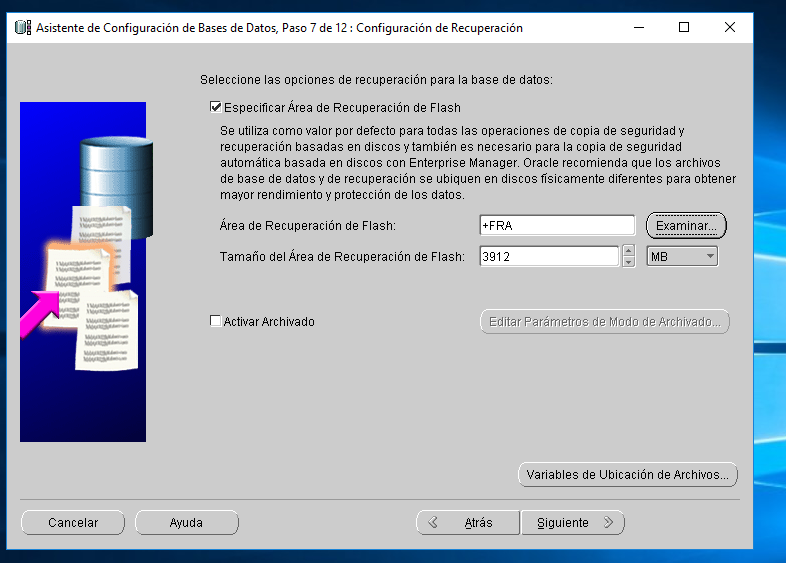 Asistente de Configuración de Bases de Datos, Paso 7 de 12 : Configuración de Recuperación
Seleccione las opciones de recuperación para la base de datos:
Especificar Área de Recuperación de Flash
Se utiliza como valor por defecto para todas las operaciones de copia de seguridad y
recuperación basadas en discos y también es necesario para la copia de seguridad
automática basada en discos con Enterprise Manager. Oracle recomienda que los archivos
de base de datos y de recuperación se ubiquen en discos físicamente diferentes para obtener
mayor rendimiento y protección de los datos.
Área de Recuperación de Flash: +FRA Examinar...
Tamaño del Área de Recuperación de Flash: 3912 MB
Activar Archivado Editar Parámetros de Modo de Archivado...
Variables de Ubicación de Archivos...
Cancelar Ayuda Atrás Siguiente